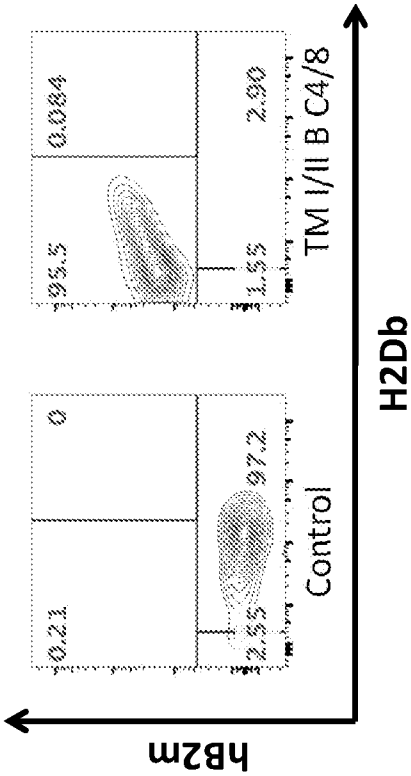 0.21 0
2.55 97.2
Control
95.5 0.084
1.55 2.90
TM I/II B C4/8
hB2m
H2Db